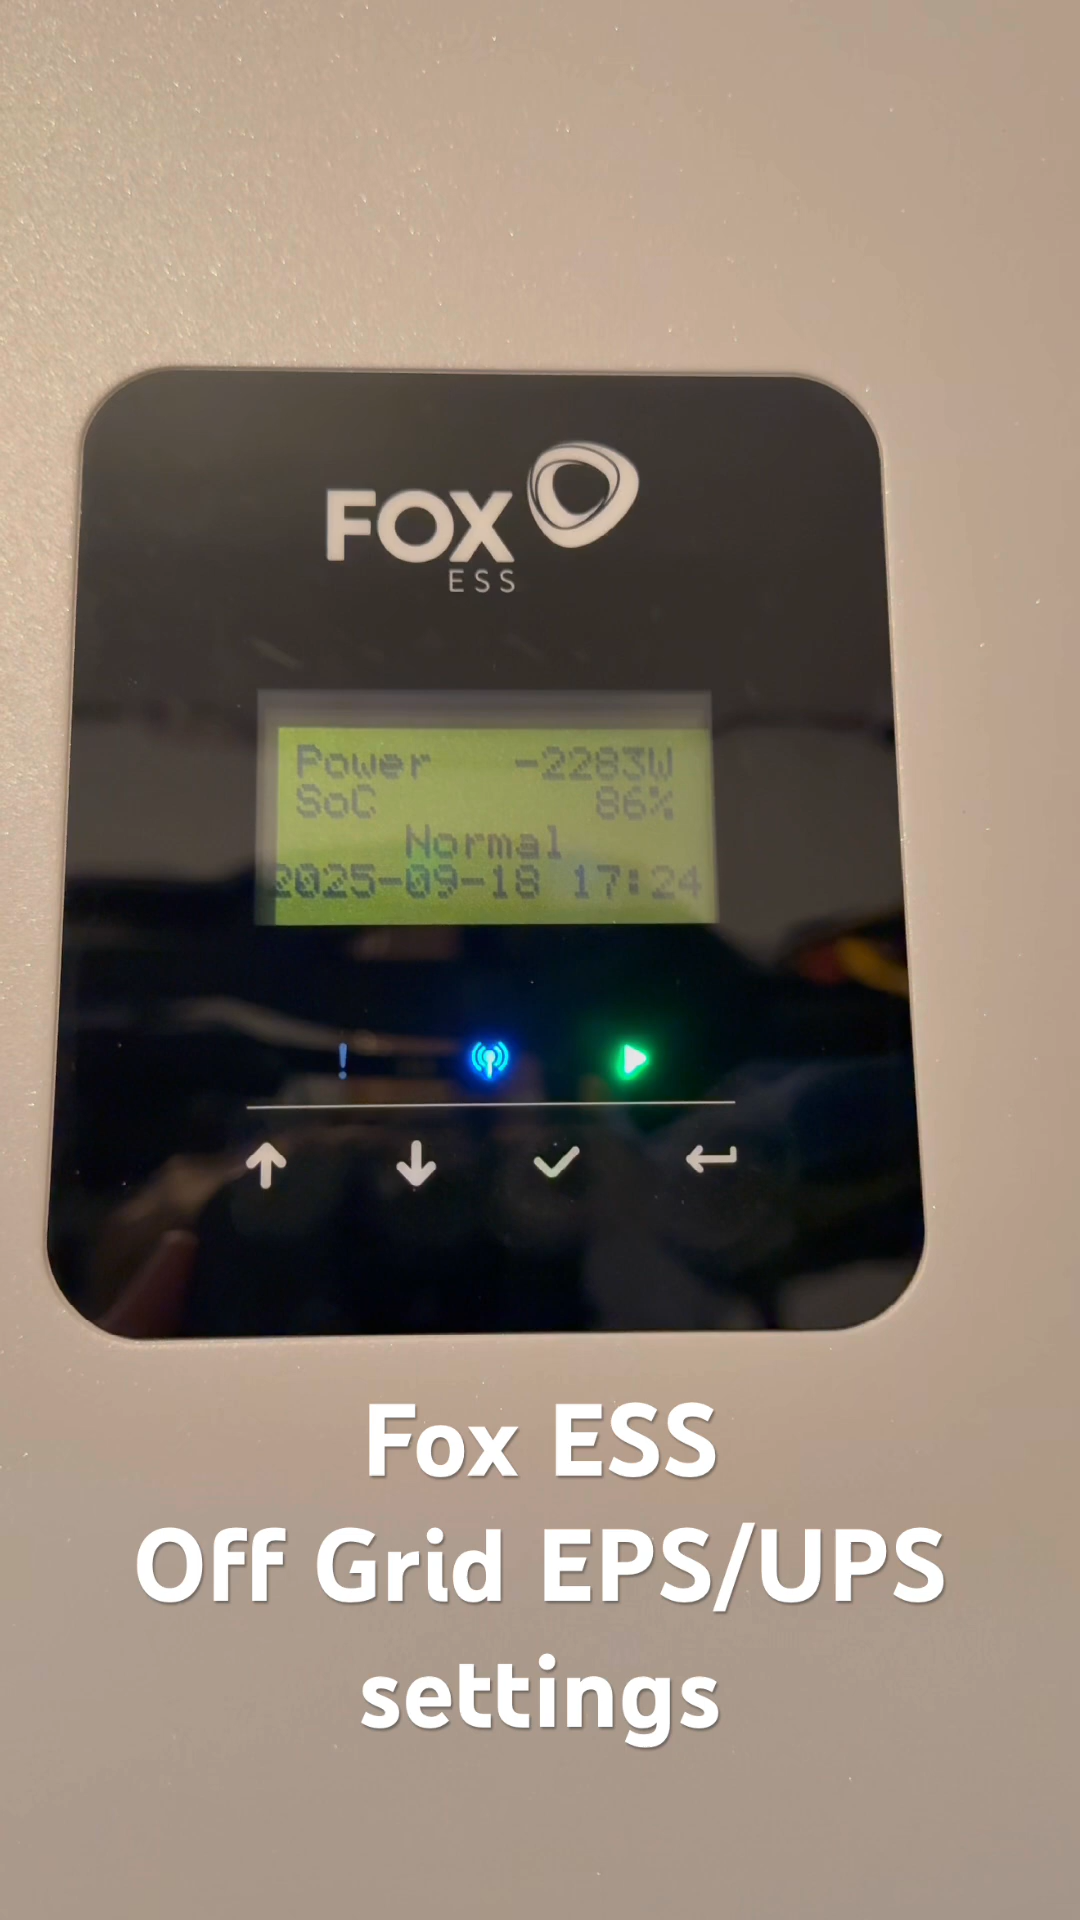 FOX
ESS
Power -2283W
SoC 86%
Normal
2025-09-18 17:24
!
Fox ESS
Off Grid EPS/UPS
settings